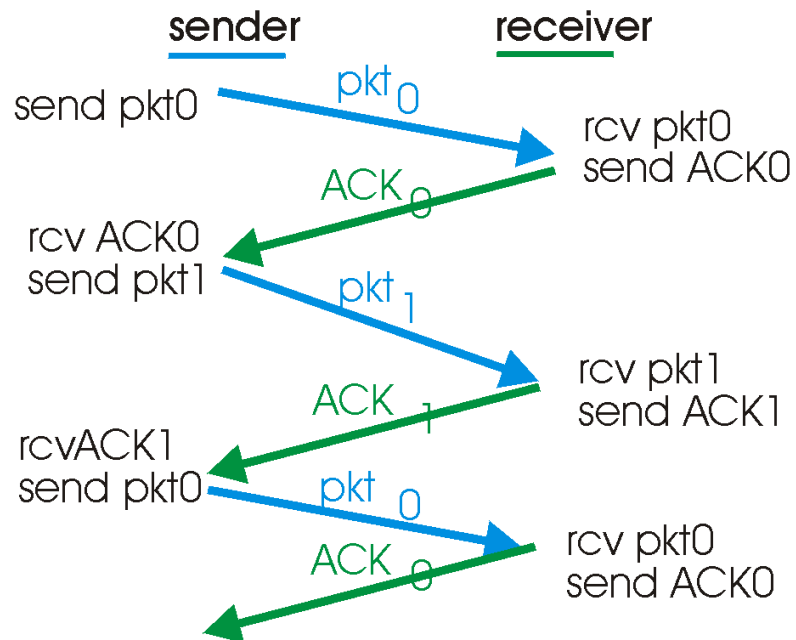 sender
receiver
send pkt0
pkt 0
rcv pkt0
send ACK0
ACK 0
rcv ACK0
send pkt1
pkt 1
rcv pkt1
send ACK1
ACK 1
rcvACK1
send pkt0
pkt 0
rcv pkt0
send ACK0
ACK 0